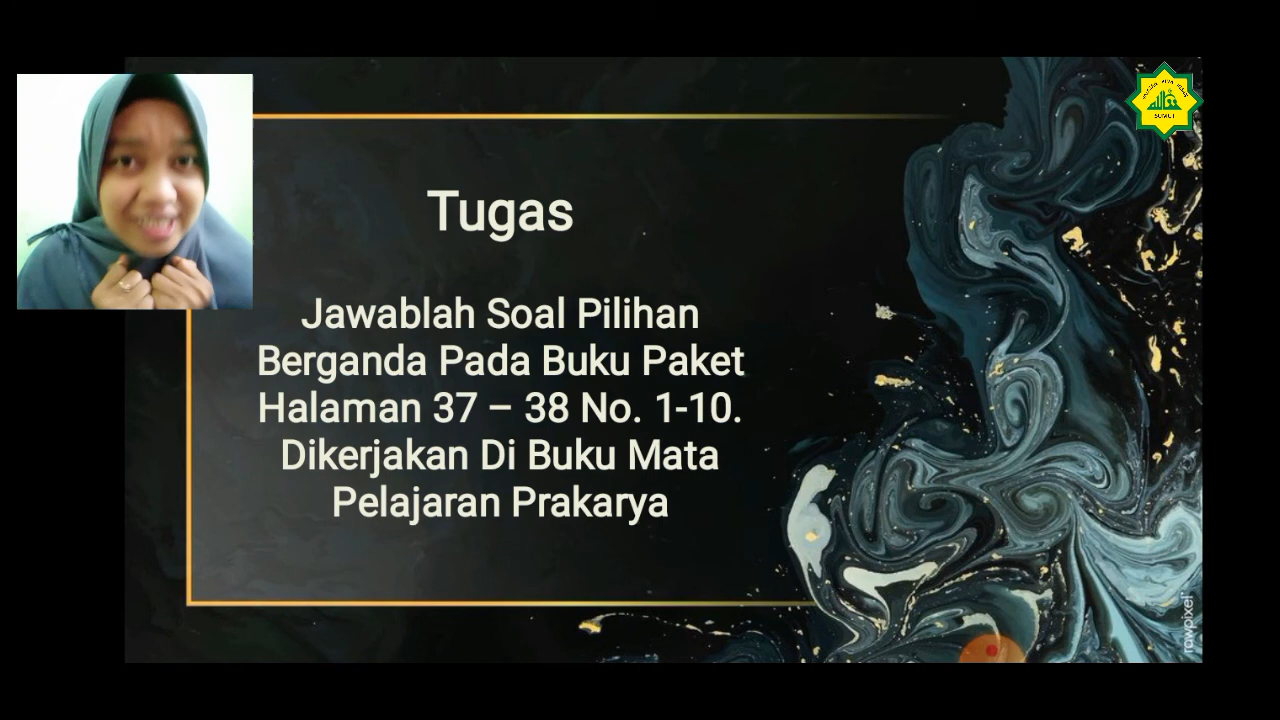 Tugas
Jawablah Soal Pilihan
Berganda Pada Buku Paket
Halaman 37 – 38 No. 1-10.
Dikerjakan Di Buku Mata
Pelajaran Prakarya
SUMUT
rawpixel